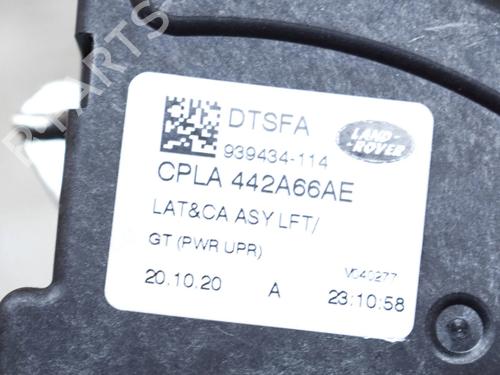 DTSFA
LAND-
ROVER
939434-114
CPLA 442A66AE
LAT&CA ASY LFT/
GT (PWR UPR)
20.10.20 A 23:10:58